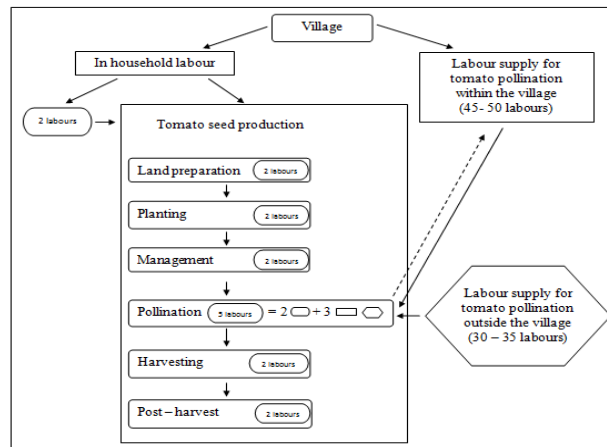 Village
In household labour
Labour supply for
tomato pollination
within the village
(45- 50 labours)
2 labours
Tomato seed production
Land preparation 2 labours
Planting 2 labours
Management 2 labours
Pollination 5 labours = 2 + 3
Labour supply for
tomato pollination
outside the village
(30 – 35 labours)
Harvesting 2 labours
Post – harvest 2 labours